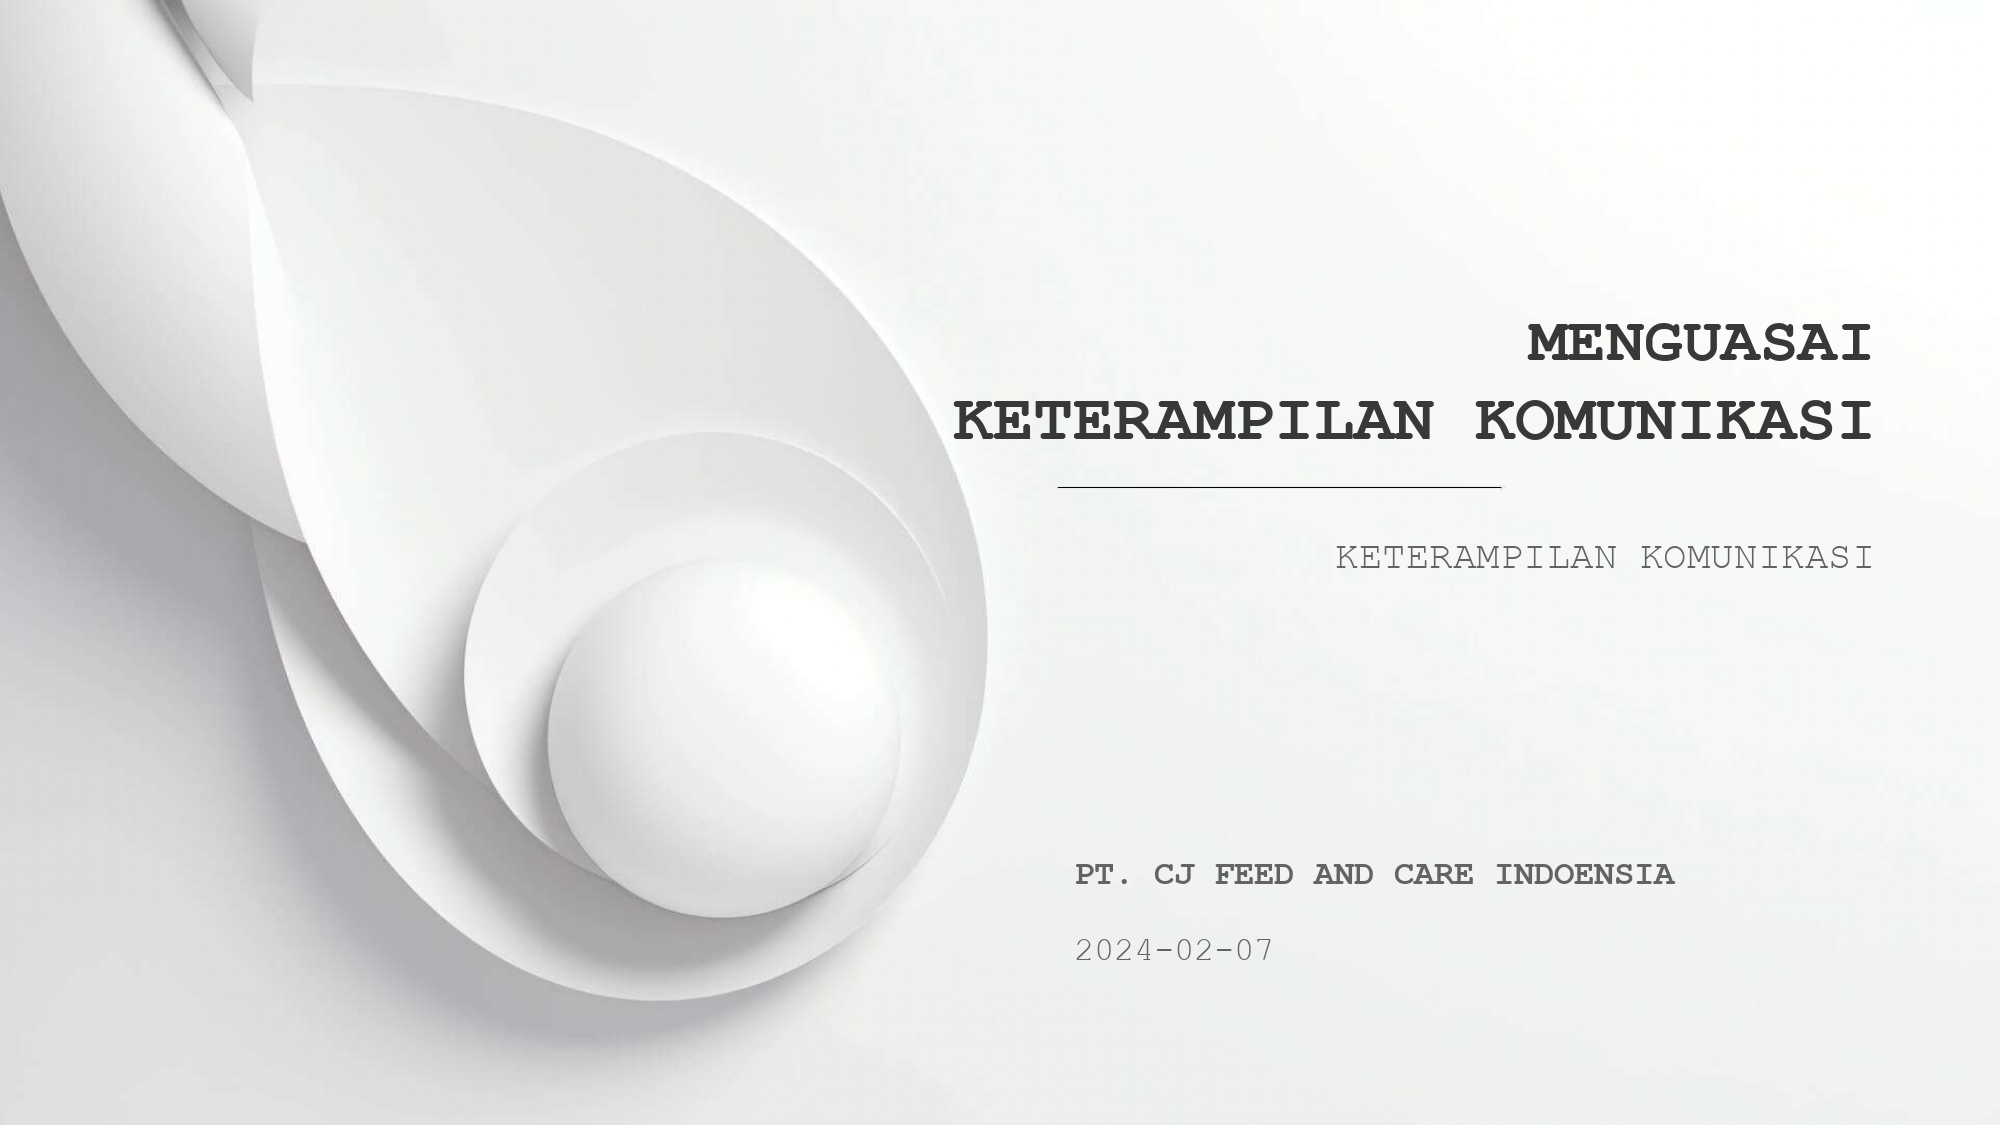 MENGUASAI
KETERAMPILAN KOMUNIKASI
KETERAMPILAN KOMUNIKASI
PT. CJ FEED AND CARE INDOENSIA
2024-02-07